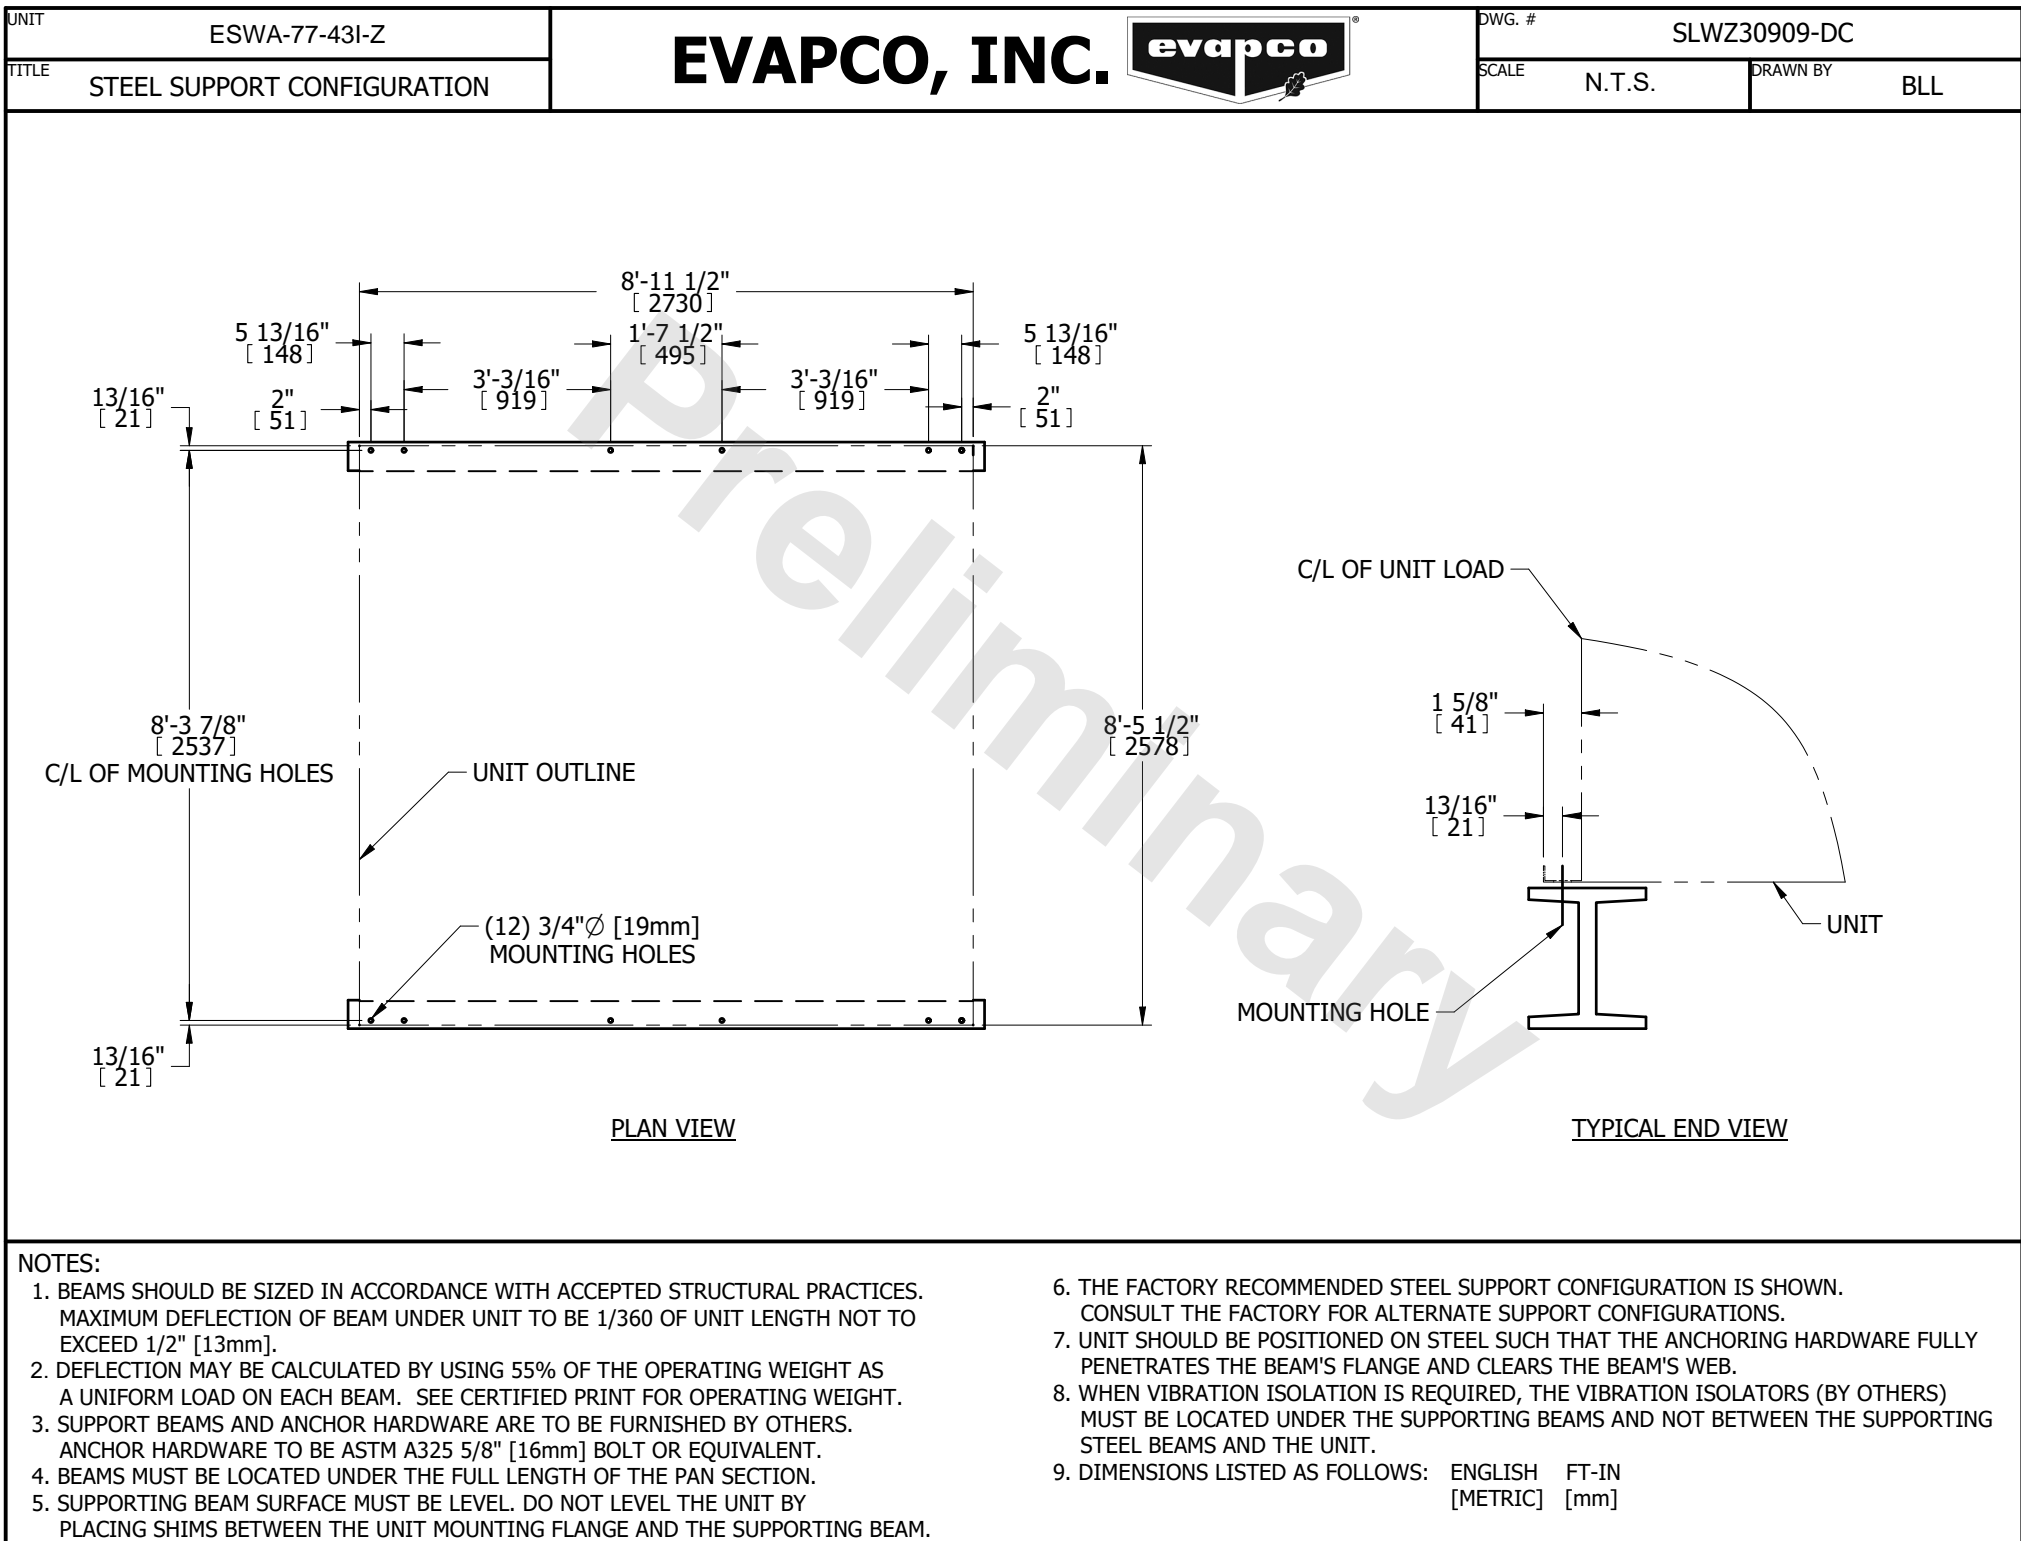 UNIT
ESWA-77-43I-Z
TITLE
STEEL SUPPORT CONFIGURATION
EVAPCO, INC.
evapco®
DWG. #
SLWZ30909-DC
SCALE
N.T.S.
DRAWN BY
BLL
8'-11 1/2"
[ 2730]
5 13/16"
[ 148]
1'-7 1/2"
[ 495]
5 13/16"
[ 148]
13/16"
[ 21]
2"
[ 51]
3'-3/16"
[ 919]
3'-3/16"
[ 919]
2"
[ 51]
Preliminary
8'-3 7/8"
[ 2537]
C/L OF MOUNTING HOLES
UNIT OUTLINE
8'-5 1/2"
[ 2578]
(12) 3/4"∅ [19mm]
MOUNTING HOLES
13/16"
[ 21]
PLAN VIEW
C/L OF UNIT LOAD
1 5/8"
[ 41]
13/16"
[ 21]
UNIT
MOUNTING HOLE
TYPICAL END VIEW
NOTES:
1. BEAMS SHOULD BE SIZED IN ACCORDANCE WITH ACCEPTED STRUCTURAL PRACTICES.
MAXIMUM DEFLECTION OF BEAM UNDER UNIT TO BE 1/360 OF UNIT LENGTH NOT TO
EXCEED 1/2" [13mm].
2. DEFLECTION MAY BE CALCULATED BY USING 55% OF THE OPERATING WEIGHT AS
A UNIFORM LOAD ON EACH BEAM. SEE CERTIFIED PRINT FOR OPERATING WEIGHT.
3. SUPPORT BEAMS AND ANCHOR HARDWARE ARE TO BE FURNISHED BY OTHERS.
ANCHOR HARDWARE TO BE ASTM A325 5/8" [16mm] BOLT OR EQUIVALENT.
4. BEAMS MUST BE LOCATED UNDER THE FULL LENGTH OF THE PAN SECTION.
5. SUPPORTING BEAM SURFACE MUST BE LEVEL. DO NOT LEVEL THE UNIT BY
PLACING SHIMS BETWEEN THE UNIT MOUNTING FLANGE AND THE SUPPORTING BEAM.
6. THE FACTORY RECOMMENDED STEEL SUPPORT CONFIGURATION IS SHOWN.
CONSULT THE FACTORY FOR ALTERNATE SUPPORT CONFIGURATIONS.
7. UNIT SHOULD BE POSITIONED ON STEEL SUCH THAT THE ANCHORING HARDWARE FULLY
PENETRATES THE BEAM'S FLANGE AND CLEARS THE BEAM'S WEB.
8. WHEN VIBRATION ISOLATION IS REQUIRED, THE VIBRATION ISOLATORS (BY OTHERS)
MUST BE LOCATED UNDER THE SUPPORTING BEAMS AND NOT BETWEEN THE SUPPORTING
STEEL BEAMS AND THE UNIT.
9. DIMENSIONS LISTED AS FOLLOWS: ENGLISH FT-IN
[METRIC] [mm]